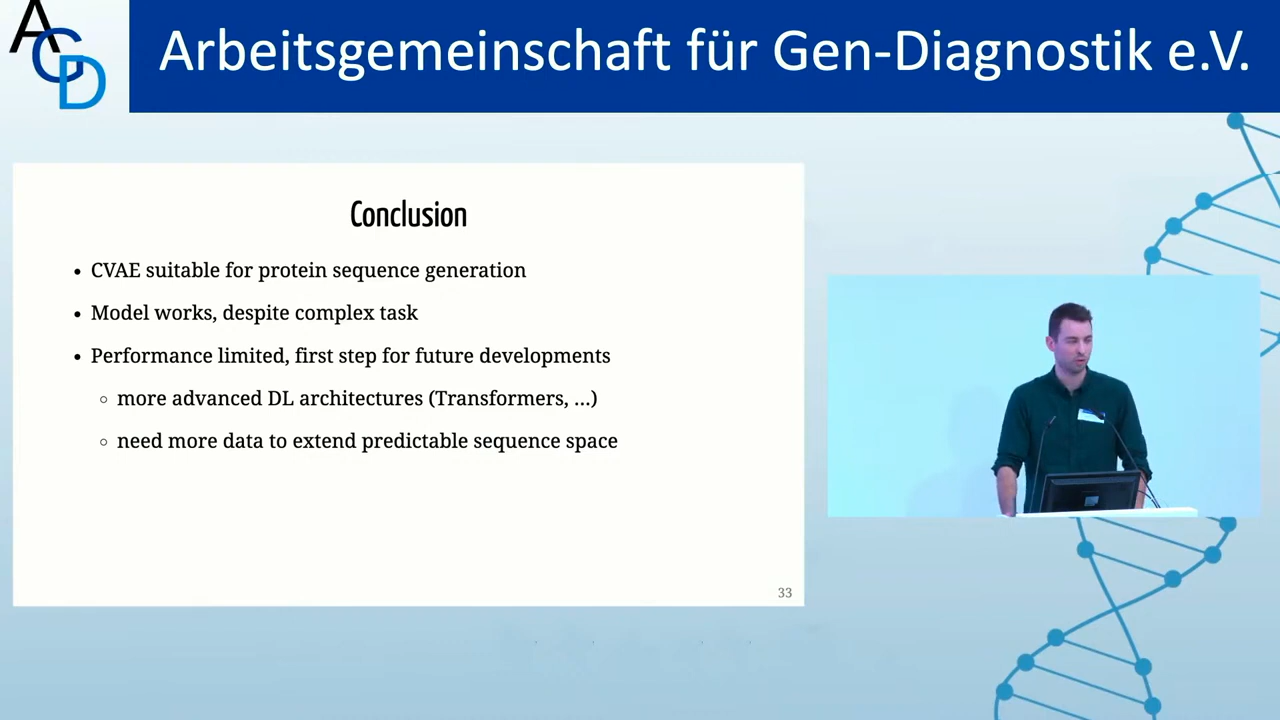 AGD
Arbeitsgemeinschaft für Gen-Diagnostik e.V.
Conclusion
• CVAE suitable for protein sequence generation
• Model works, despite complex task
• Performance limited, first step for future developments
◦ more advanced DL architectures (Transformers, ...)
◦ need more data to extend predictable sequence space
33